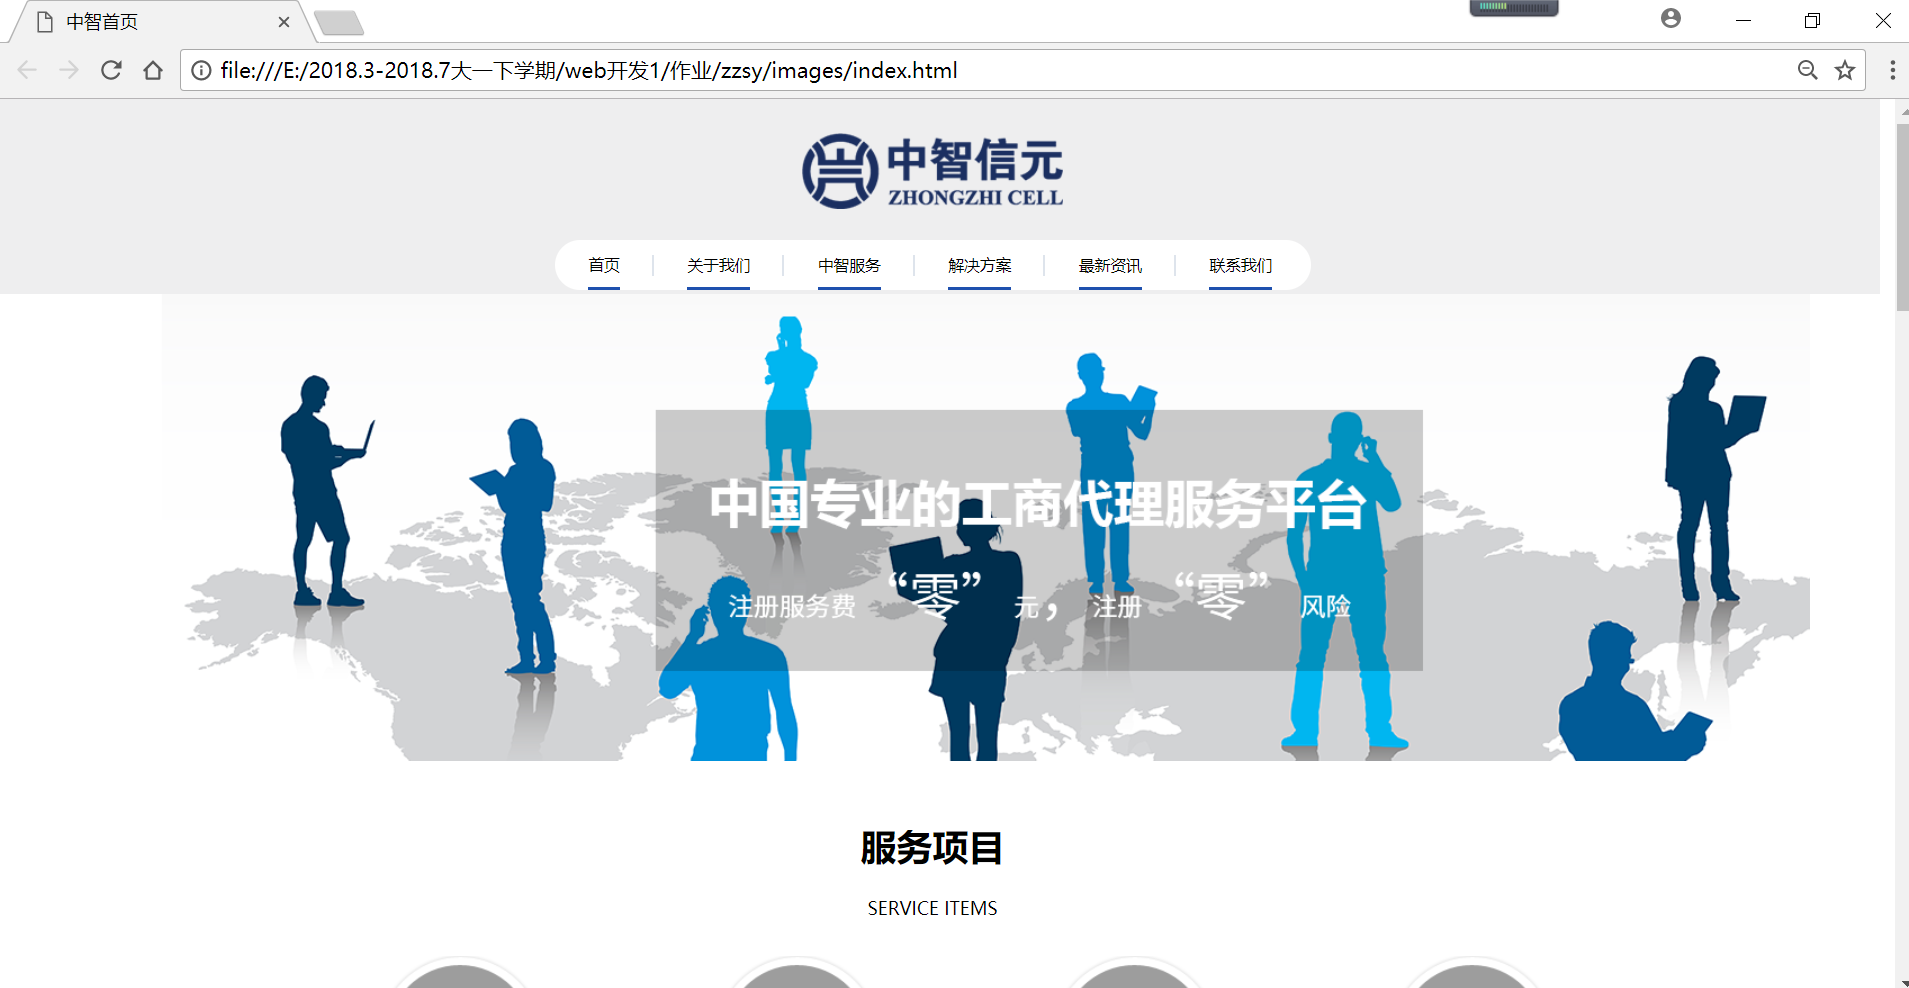 中智首页
file:///E:/2018.3-2018.7大一下学期/web开发1/作业/zzsy/images/index.html
中智信元
ZHONGZHI CELL
首页 关于我们 中智服务 解决方案 最新资讯 联系我们
中国专业的工商代理服务平台
注册服务费 “零” 元， 注册 “零” 风险
服务项目
SERVICE ITEMS